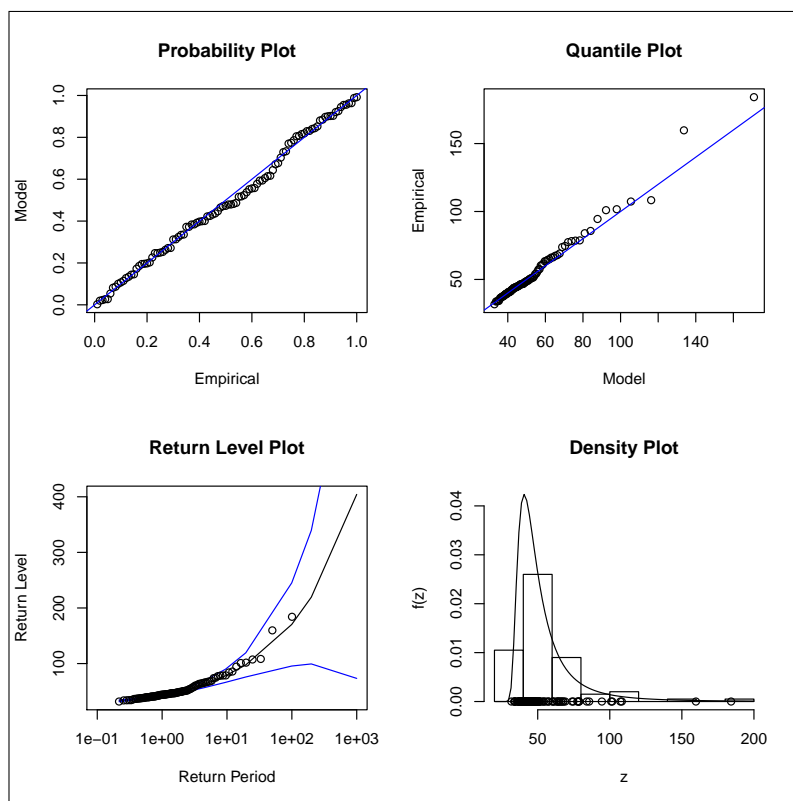 Probability Plot
Model
0.0 0.2 0.4 0.6 0.8 1.0
0.0 0.2 0.4 0.6 0.8 1.0
Empirical
Quantile Plot
Empirical
50 100 150
40 60 80 100 140
Model
Return Level Plot
Return Level
100 200 300 400
1e−01 1e+00 1e+01 1e+02 1e+03
Return Period
Density Plot
f(z)
0.00 0.01 0.02 0.03 0.04
50 100 150 200
z